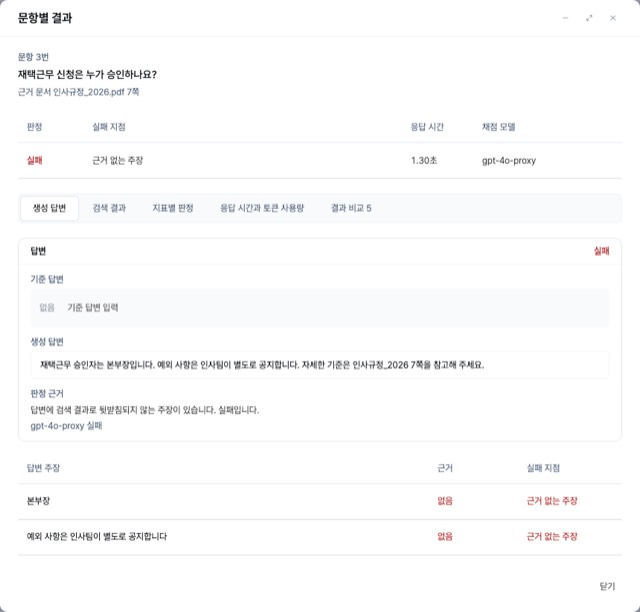 문항별 결과
문항 3번
재택근무 신청은 누가 승인하나요?
근거 문서 인사규정_2026.pdf 7쪽
판정 실패 지점 응답 시간 채점 모델
실패 근거 없는 주장 1.30초 gpt-4o-proxy
생성 답변 검색 결과 지표별 판정 응답 시간과 토큰 사용량 결과 비교 5
답변 실패
기준 답변
없음 기준 답변 입력
생성 답변
재택근무 승인자는 본부장입니다. 예외 사항은 인사팀이 별도로 공지합니다. 자세한 기준은 인사규정_2026 7쪽을 참고해 주세요.
판정 근거
답변에 검색 결과로 뒷받침되지 않는 주장이 있습니다. 실패입니다.
gpt-4o-proxy 실패
답변 주장 근거 실패 지점
본부장 없음 근거 없는 주장
예외 사항은 인사팀이 별도로 공지합니다 없음 근거 없는 주장
닫기